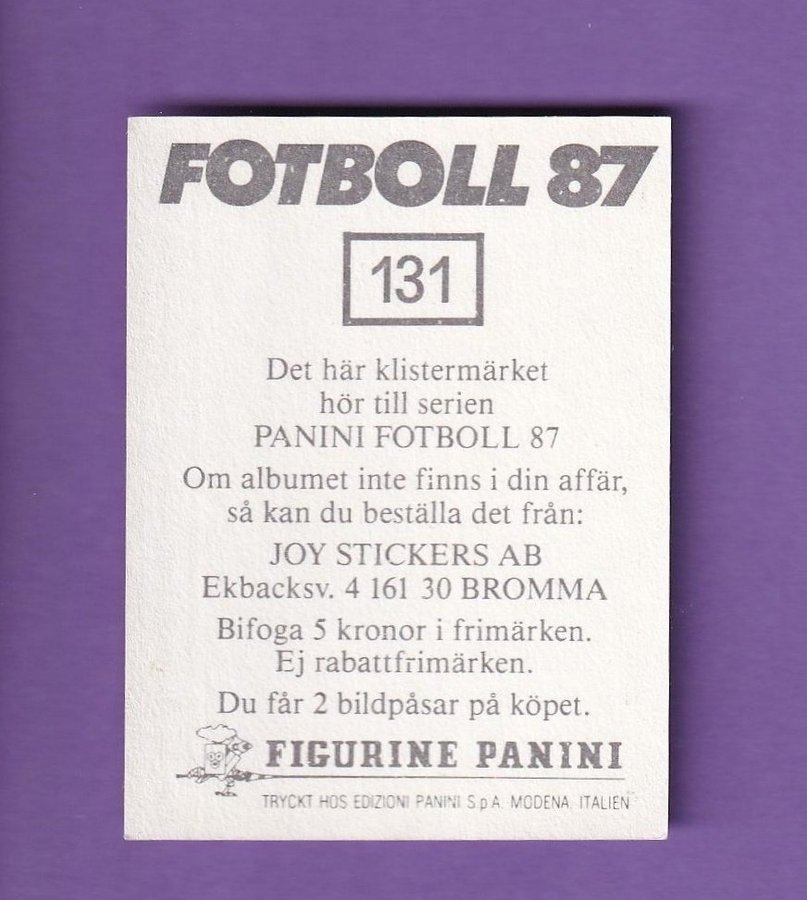 FOTBOLL 87
131
Det här klistermärket
hör till serien
PANINI FOTBOLL 87
Om albumet inte finns i din affär,
så kan du beställa det från:
JOY STICKERS AB
Ekbacksv. 4 161 30 BROMMA
Bifoga 5 kronor i frimärken.
Ej rabattfrimärken.
Du får 2 bildpåsar på köpet.
FIGURINE PANINI
TRYCKT HOS EDIZIONI PANINI S.p.A. MODENA. ITALIEN